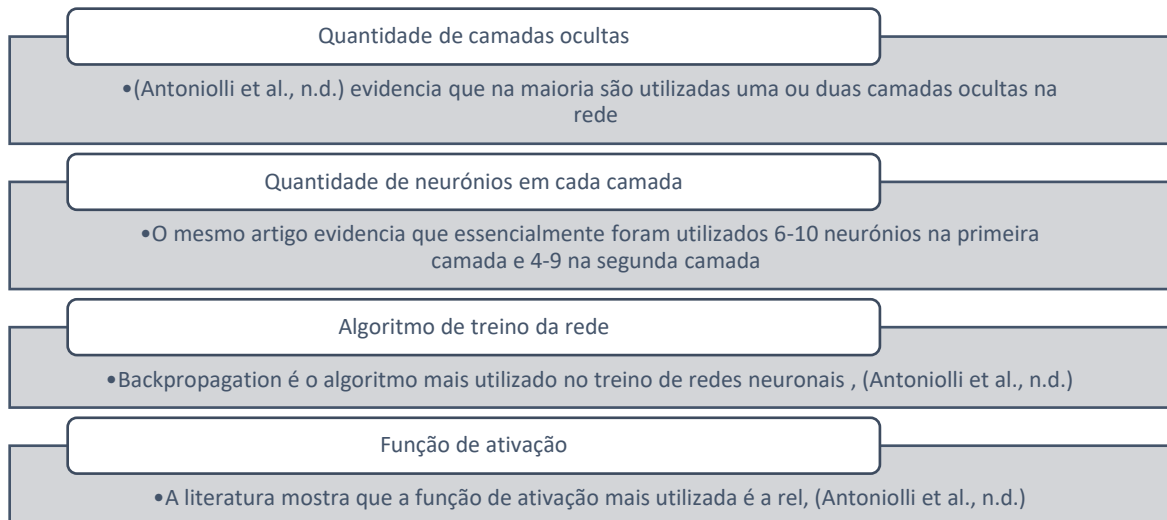 Quantidade de camadas ocultas
•(Antoniolli et al., n.d.) evidencia que na maioria são utilizadas uma ou duas camadas ocultas na
rede
Quantidade de neurónios em cada camada
•O mesmo artigo evidencia que essencialmente foram utilizados 6-10 neurónios na primeira
camada e 4-9 na segunda camada
Algoritmo de treino da rede
•Backpropagation é o algoritmo mais utilizado no treino de redes neuronais , (Antoniolli et al., n.d.)
Função de ativação
•A literatura mostra que a função de ativação mais utilizada é a rel, (Antoniolli et al., n.d.)